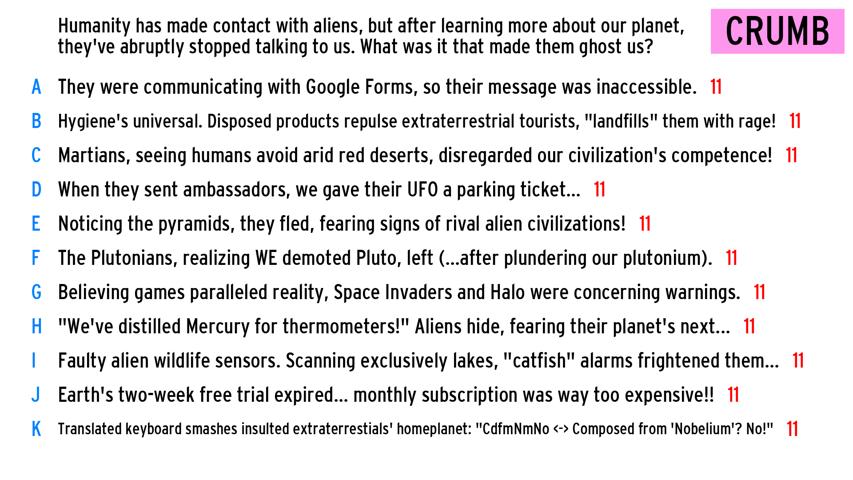 Humanity has made contact with aliens, but after learning more about our planet,
they've abruptly stopped talking to us. What was it that made them ghost us?
CRUMB
A They were communicating with Google Forms, so their message was inaccessible. 11
B Hygiene's universal. Disposed products repulse extraterrestrial tourists, "landfills" them with rage! 11
C Martians, seeing humans avoid arid red deserts, disregarded our civilization's competence! 11
D When they sent ambassadors, we gave their UFO a parking ticket... 11
E Noticing the pyramids, they fled, fearing signs of rival alien civilizations! 11
F The Plutonians, realizing WE demoted Pluto, left (...after plundering our plutonium). 11
G Believing games paralleled reality, Space Invaders and Halo were concerning warnings. 11
H "We've distilled Mercury for thermometers!" Aliens hide, fearing their planet's next... 11
I Faulty alien wildlife sensors. Scanning exclusively lakes, "catfish" alarms frightened them... 11
J Earth's two-week free trial expired... monthly subscription was way too expensive!! 11
K Translated keyboard smashes insulted extraterrestials' homeplanet: "CdfmNmNo <-> Composed from 'Nobelium'? No!" 11